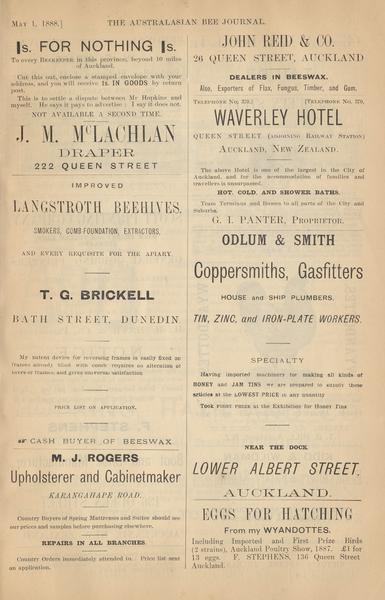 May 1, 1888.]
THE AUSTRALASIAN BEE JOURNAL.
1s. FOR NOTHING 1s.
To every BEEKEEPER in this province, beyond 10 miles
of Auckland.
Cut this out, enclose a stamped envelope with your
address, and you will receive 1s. IN GOODS by return
post.
This is to settle a dispute between Mr Hopkins and
myself. He says it pays to advertise; I say it does not.
NOT AVAILABLE A SECOND TIME.
J. M. McLACHLAN
DRAPER
222 QUEEN STREET
IMPROVED
LANGSTROTH BEEHIVES,
SMOKERS, COMB-FOUNDATION, EXTRACTORS,
AND EVERY REQUISITE FOR THE APIARY.
T. G. BRICKELL
BATH STREET, DUNEDIN.
My patent device for reversing frames is easily fixed on
frames already filled with comb requires no alteration of
covers or frames, and gives universal satisfaction
PRICE LIST ON APPLICATION.
CASH BUYER OF BEESWAX
M. J. ROGERS
Upholsterer and Cabinetmaker
KARANGAHAPE ROAD.
Country Buyers of Spring Mattresses and Suites should see
our prices and samples before purchasing elsewhere.
REPAIRS IN ALL BRANCHES.
Country Orders immediately attended to. Price list sent
on application.
JOHN REID & CO.
26 QUEEN STREET, AUCKLAND
DEALERS IN BEESWAX.
Also, Exporters of Flax, Fungus, Timber, and Gum.
TELEPHONE No. 370.] [TELEPHONE No. 370.
WAVERLEY HOTEL
QUEEN STREET (ADJOINING RAILWAY STATION)
AUCKLAND, NEW ZEALAND.
The above Hotel is one of the largest in the City of
Auckland, and for the accommodation of families and
travellers is unsurpassed.
HOT, COLD, AND SHOWER BATHS.
Tram Terminus and Busses to all parts of the City and
Suburbs.
G. I. PANTER, PROPRIETOR.
ODLUM & SMITH
Coppersmiths, Gasfitters
HOUSE and SHIP PLUMBERS,
TIN, ZINC, and IRON-PLATE WORKERS.
SPECIALTY
Having imported machinery for making all kinds of
HONEY and JAM TINS we are prepared to supply these
articles at the LOWEST PRICE in any quantity
Took FIRST PRIZE at the Exhibition for Honey Tins
NEAR THE DOCK
LOWER ALBERT STREET,
AUCKLAND.
EGGS FOR HATCHING
From my WYANDOTTES.
Including Imported and First Prize Birds
(2 strains), Auckland Poultry Show, 1887. £1 for
13 eggs. F. STEPHENS, 136 Queen Street
Auckland.